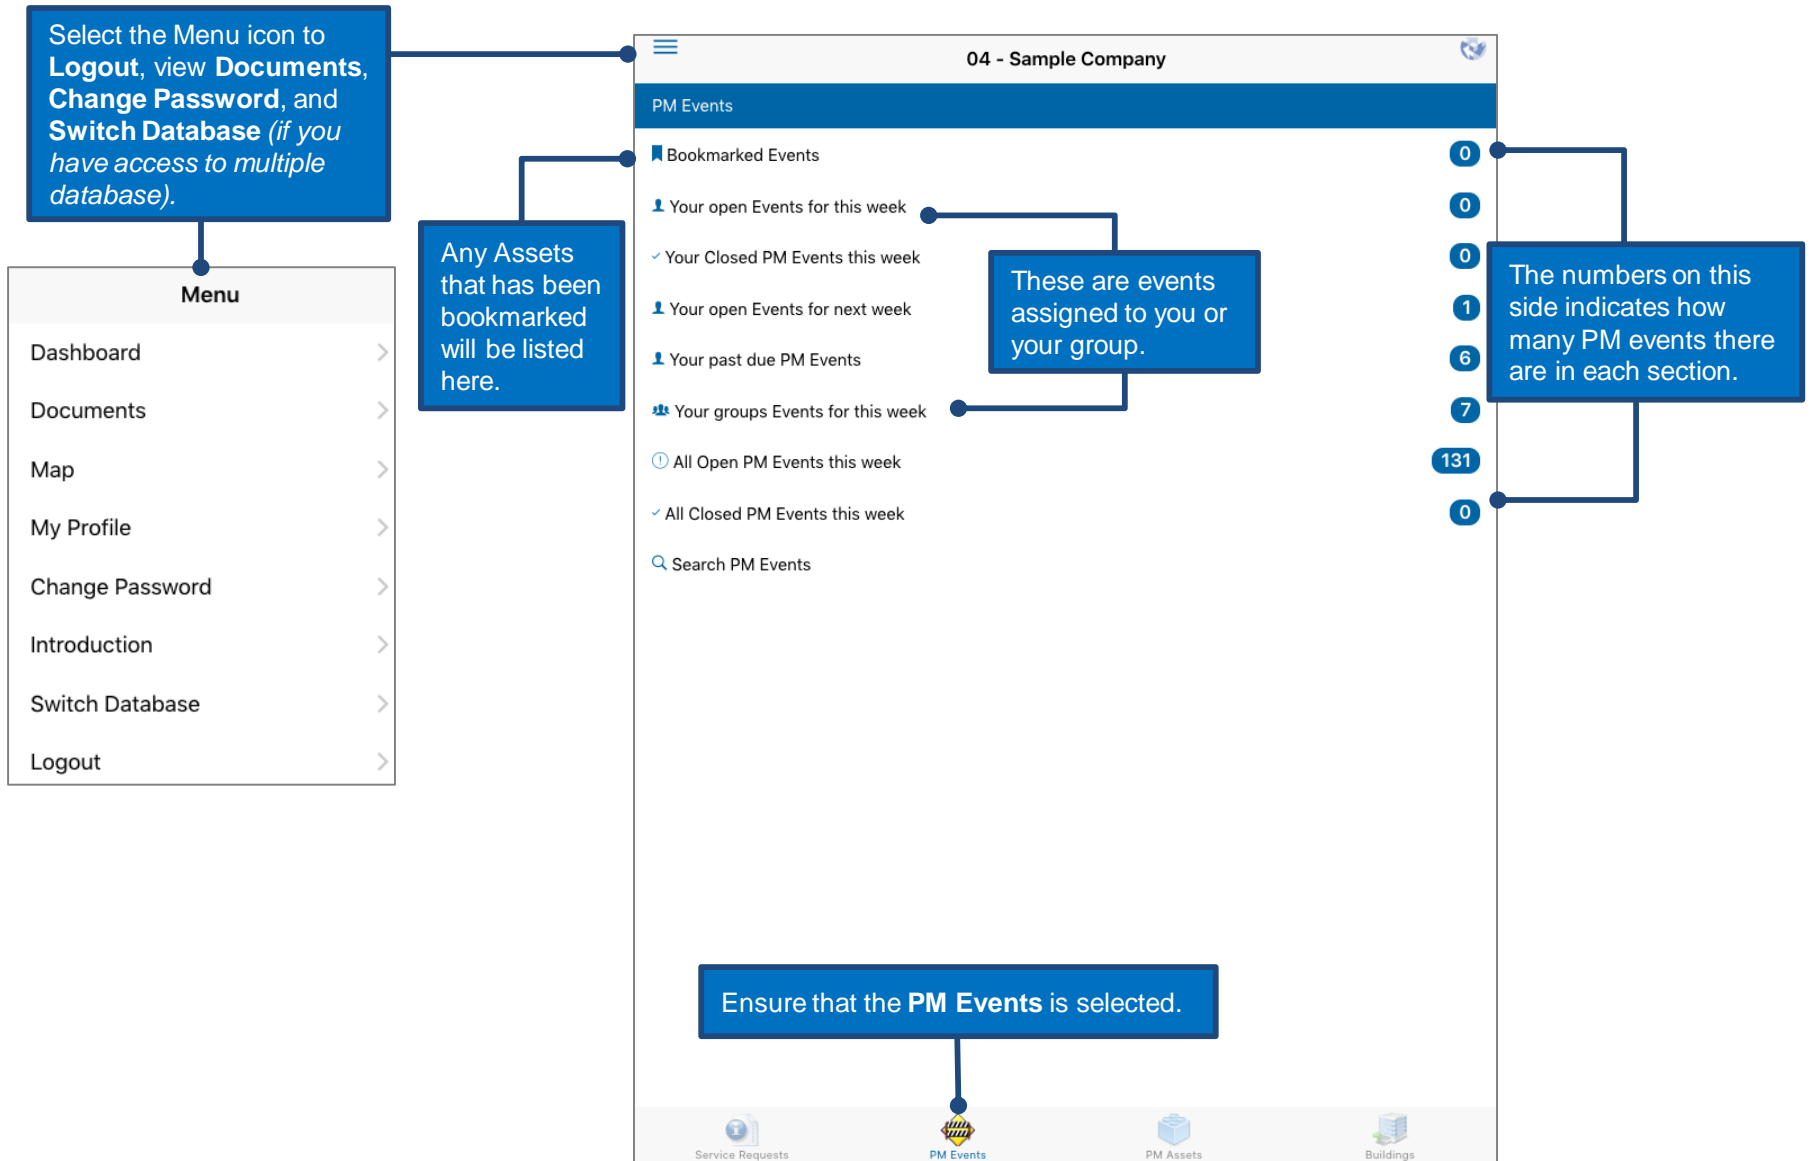 Select the Menu icon to
Logout, view Documents,
Change Password, and
Switch Database (if you
have access to multiple
database).
Menu
Dashboard
Documents
Map
My Profile
Change Password
Introduction
Switch Database
Logout
Any Assets
that has been
bookmarked
will be listed
here.
04 - Sample Company
PM Events
Bookmarked Events 0
Your open Events for this week 0
Your Closed PM Events this week 0
Your open Events for next week 1
Your past due PM Events 6
Your groups Events for this week 7
All Open PM Events this week 131
All Closed PM Events this week 0
Search PM Events
These are events
assigned to you or
your group.
The numbers on this
side indicates how
many PM events there
are in each section.
Ensure that the PM Events is selected.
Service Requests
PM Events
PM Assets
Buildings